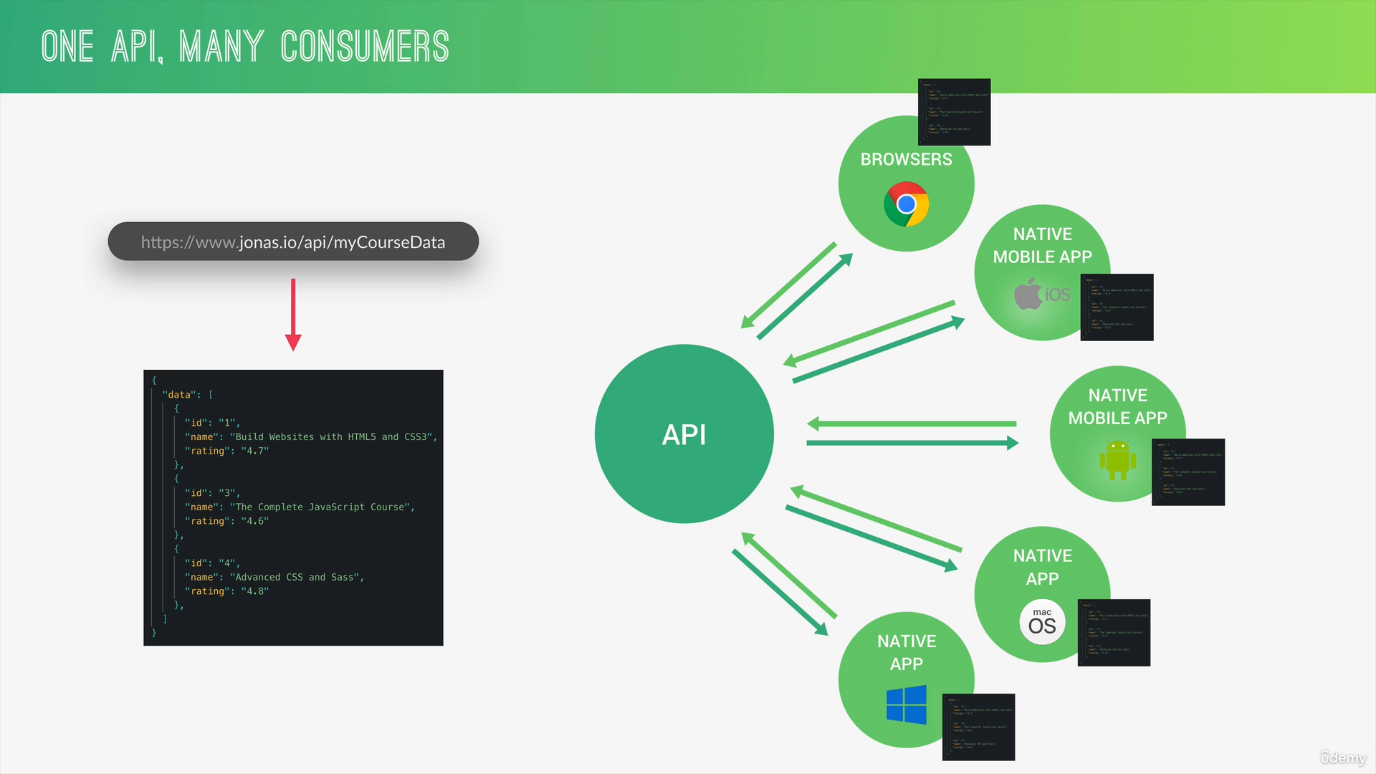 ONE API, MANY CONSUMERS
https://www.jonas.io/api/myCourseData
{
"data": [
{
"id": "1",
"name": "Build Websites with HTML5 and CSS3",
"rating": "4.7"
},
{
"id": "3",
"name": "The Complete JavaScript Course",
"rating": "4.6"
},
{
"id": "4",
"name": "Advanced CSS and Sass",
"rating": "4.8"
},
]
}
API
BROWSERS
NATIVE
MOBILE APP
iOS
NATIVE
MOBILE APP
NATIVE
APP
mac
OS
NATIVE
APP
ûdemy